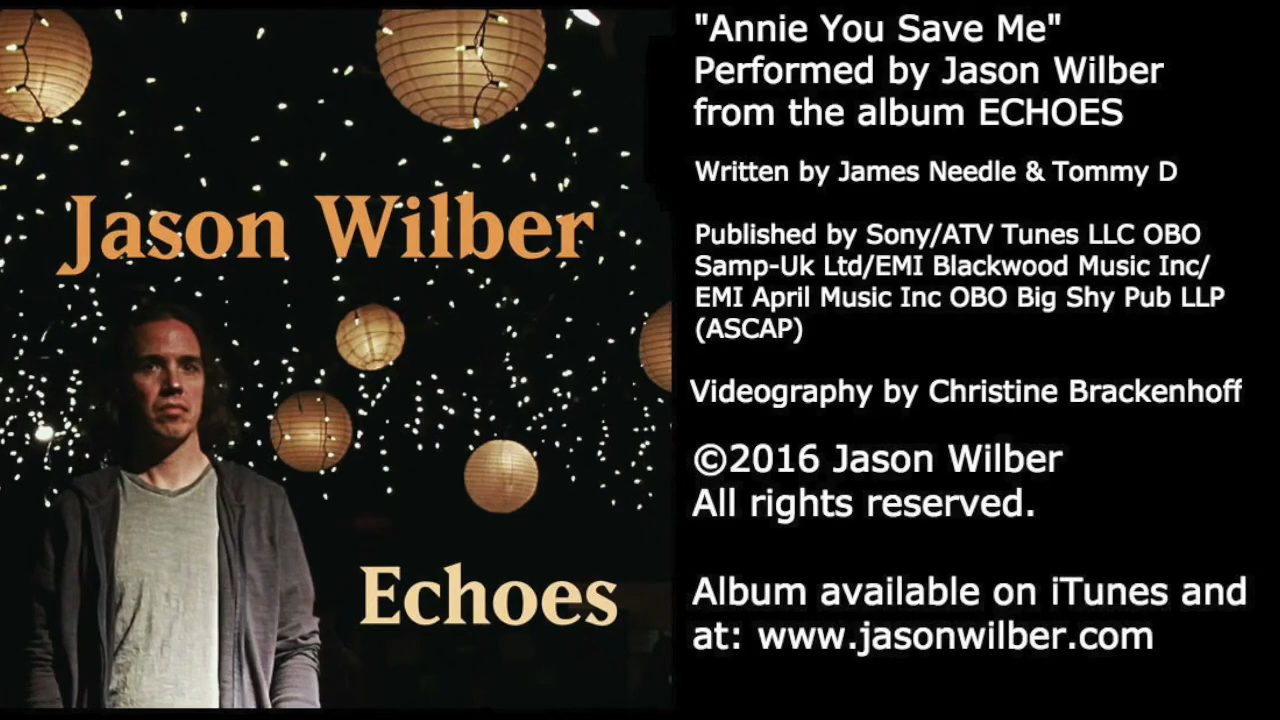 Jason Wilber
Echoes
"Annie You Save Me"
Performed by Jason Wilber
from the album ECHOES
Written by James Needle & Tommy D
Published by Sony/ATV Tunes LLC OBO
Samp-Uk Ltd/EMI Blackwood Music Inc/
EMI April Music Inc OBO Big Shy Pub LLP
(ASCAP)
Videography by Christine Brackenhoff
©2016 Jason Wilber
All rights reserved.
Album available on iTunes and
at: www.jasonwilber.com